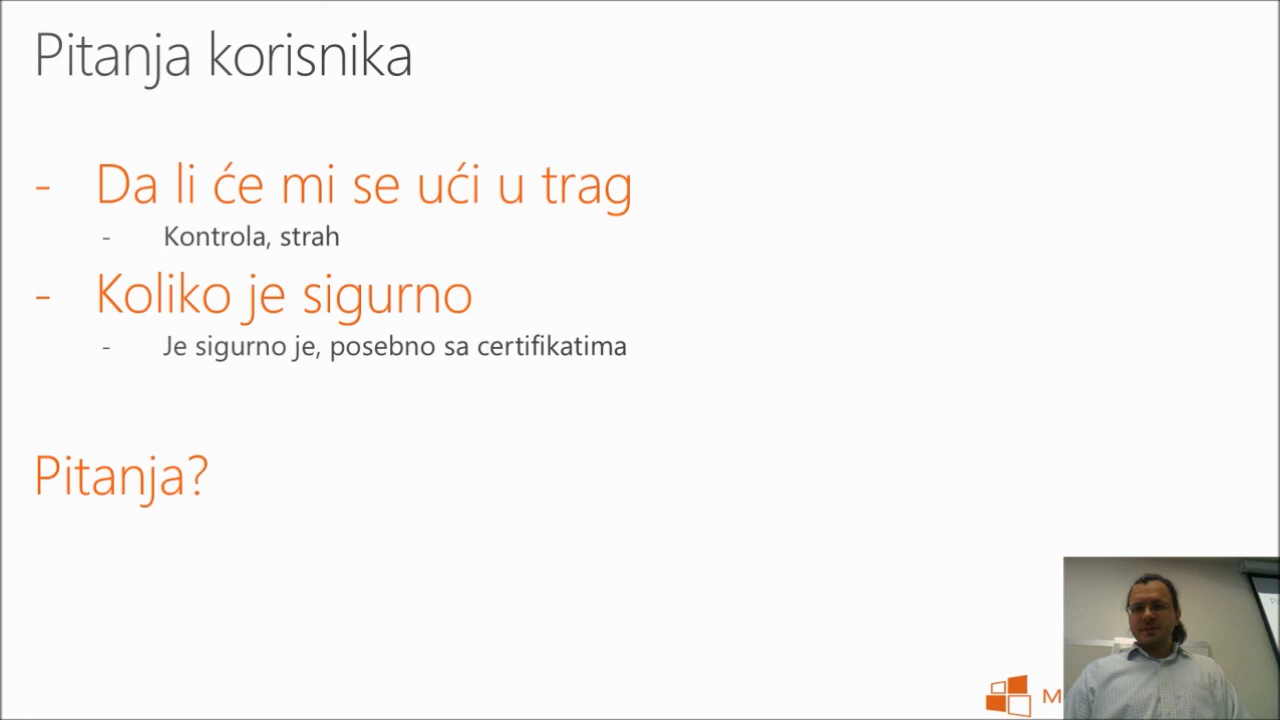 Pitanja korisnika
- Da li će mi se ući u trag
- Kontrola, strah
- Koliko je sigurno
- Je sigurno je, posebno sa certifikatima
Pitanja?
M